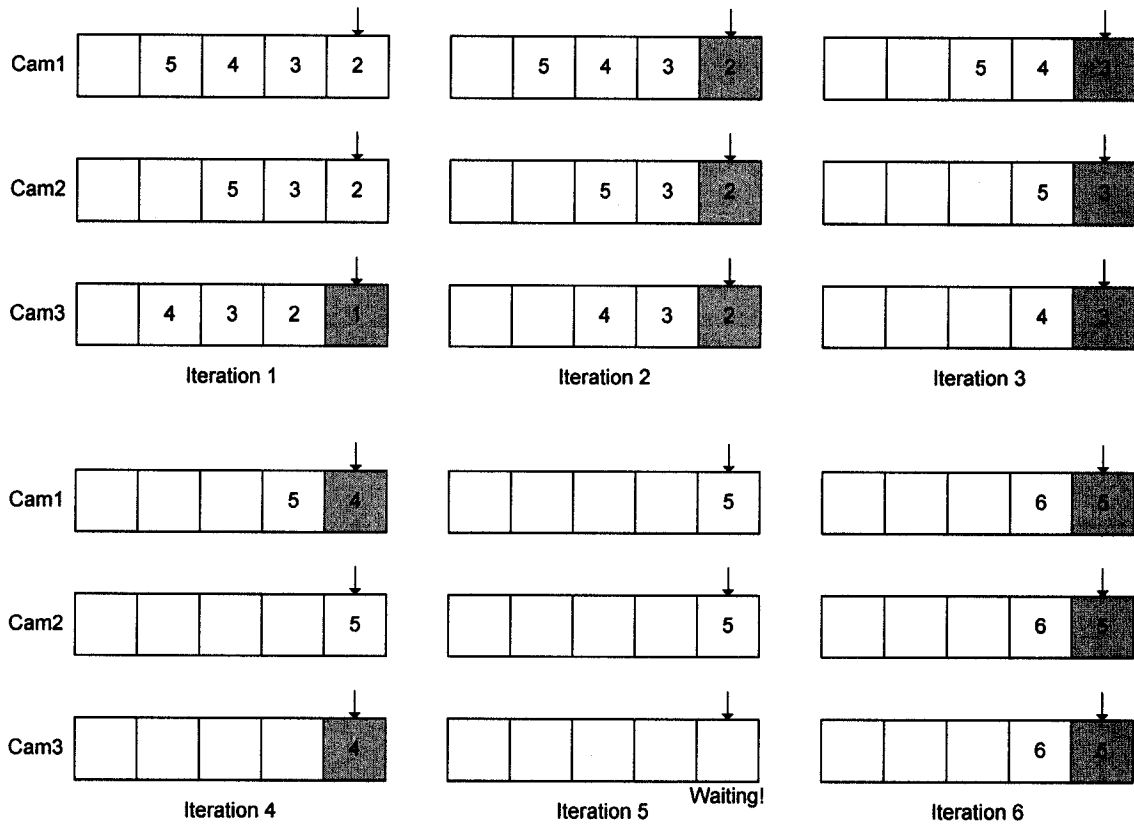 Cam1 5 4 3 2 5 4 3 2 5 4 3
Cam2 5 3 2 5 3 2 5 3
Cam3 4 3 2 1 4 3 2 4 3
Iteration 1 Iteration 2 Iteration 3
Cam1 5 4 5 6 5
Cam2 5 5 6 5
Cam3 4 6 5
Waiting!
Iteration 4 Iteration 5 Iteration 6